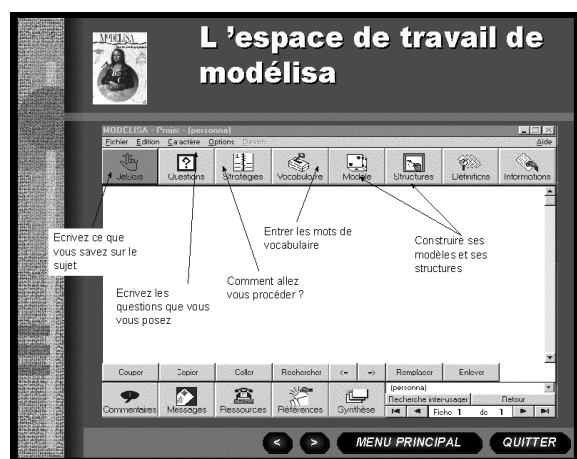 MODELISA
L 'espace de travail de
modélisa
MODELISA - Projet - [personna]
Fichier Edition Caractère Options Dessin Aide
JeSais Questions Stratégies Vocabulaire Modèle Structures Définitions Informations
Ecrivez ce que
vous savez sur le
sujet
Ecrivez les
questions que vous
vous posez
Comment allez
vous procéder ?
Entrer les mots de
vocabulaire
Construire ses
modèles et ses
structures
Couper Copier Coller Rechercher <= => Remplacer Enlever
Commentaires Messages Ressources Références Synthèse
(personna)
Recherche inter-usager Retour
Fiche 1 de 1
< > MENU PRINCIPAL QUITTER